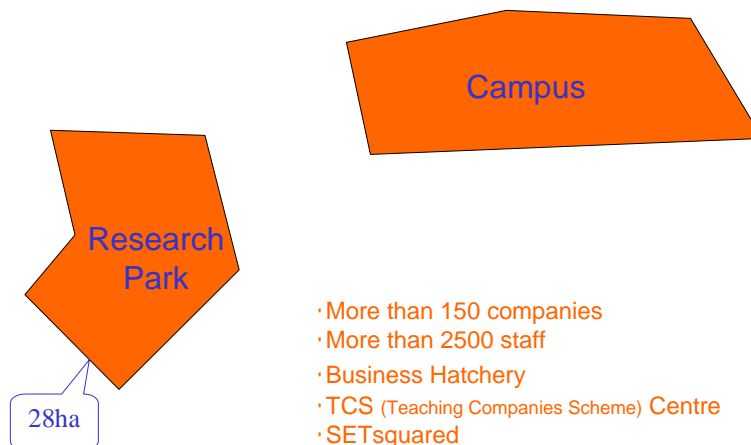 Campus
Research
Park
28ha
· More than 150 companies
· More than 2500 staff
· Business Hatchery
· TCS (Teaching Companies Scheme) Centre
· SETsquared